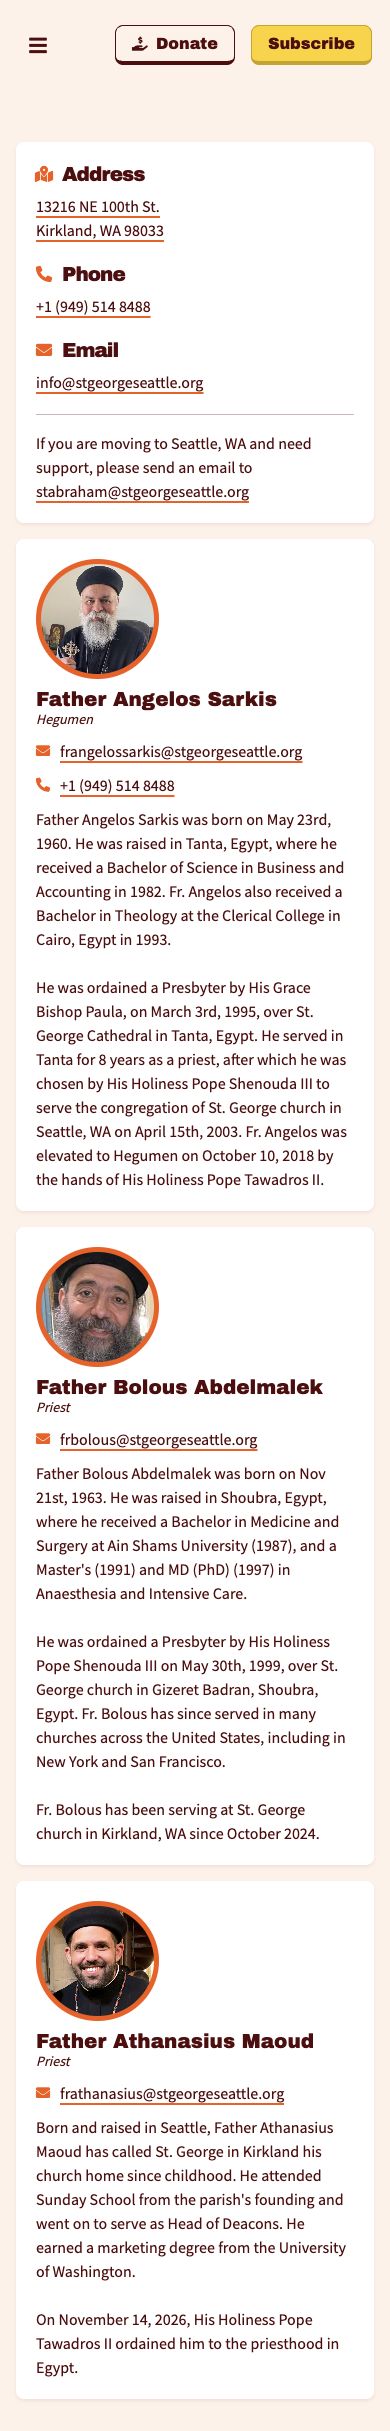 Donate
Subscribe
Address
13216 NE 100th St.
Kirkland, WA 98033
Phone
+1 (949) 514 8488
Email
info@stgeorgeseattle.org
If you are moving to Seattle, WA and need
support, please send an email to
stabraham@stgeorgeseattle.org
Father Angelos Sarkis
Hegumen
frangelossarkis@stgeorgeseattle.org
+1 (949) 514 8488
Father Angelos Sarkis was born on May 23rd,
1960. He was raised in Tanta, Egypt, where he
received a Bachelor of Science in Business and
Accounting in 1982. Fr. Angelos also received a
Bachelor in Theology at the Clerical College in
Cairo, Egypt in 1993.
He was ordained a Presbyter by His Grace
Bishop Paula, on March 3rd, 1995, over St.
George Cathedral in Tanta, Egypt. He served in
Tanta for 8 years as a priest, after which he was
chosen by His Holiness Pope Shenouda III to
serve the congregation of St. George church in
Seattle, WA on April 15th, 2003. Fr. Angelos was
elevated to Hegumen on October 10, 2018 by
the hands of His Holiness Pope Tawadros II.
Father Bolous Abdelmalek
Priest
frbolous@stgeorgeseattle.org
Father Bolous Abdelmalek was born on Nov
21st, 1963. He was raised in Shoubra, Egypt,
where he received a Bachelor in Medicine and
Surgery at Ain Shams University (1987), and a
Master's (1991) and MD (PhD) (1997) in
Anaesthesia and Intensive Care.
He was ordained a Presbyter by His Holiness
Pope Shenouda III on May 30th, 1999, over St.
George church in Gizeret Badran, Shoubra,
Egypt. Fr. Bolous has since served in many
churches across the United States, including in
New York and San Francisco.
Fr. Bolous has been serving at St. George
church in Kirkland, WA since October 2024.
Father Athanasius Maoud
Priest
frathanasius@stgeorgeseattle.org
Born and raised in Seattle, Father Athanasius
Maoud has called St. George in Kirkland his
church home since childhood. He attended
Sunday School from the parish's founding and
went on to serve as Head of Deacons. He
earned a marketing degree from the University
of Washington.
On November 14, 2026, His Holiness Pope
Tawadros II ordained him to the priesthood in
Egypt.